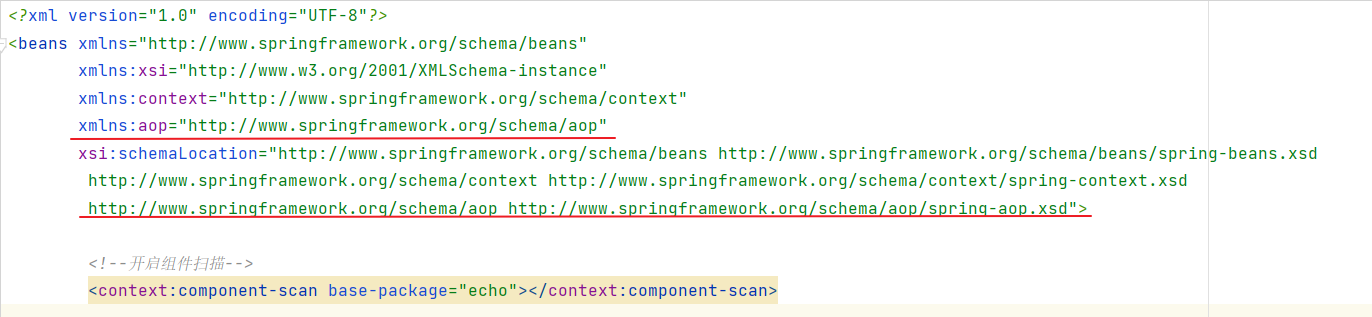 <?xml version="1.0" encoding="UTF-8"?>
<beans xmlns="http://www.springframework.org/schema/beans"
xmlns:xsi="http://www.w3.org/2001/XMLSchema-instance"
xmlns:context="http://www.springframework.org/schema/context"
xmlns:aop="http://www.springframework.org/schema/aop"
xsi:schemaLocation="http://www.springframework.org/schema/beans http://www.springframework.org/schema/beans/spring-beans.xsd
http://www.springframework.org/schema/context http://www.springframework.org/schema/context/spring-context.xsd
http://www.springframework.org/schema/aop http://www.springframework.org/schema/aop/spring-aop.xsd">
<!--开启组件扫描-->
<context:component-scan base-package="echo"></context:component-scan>